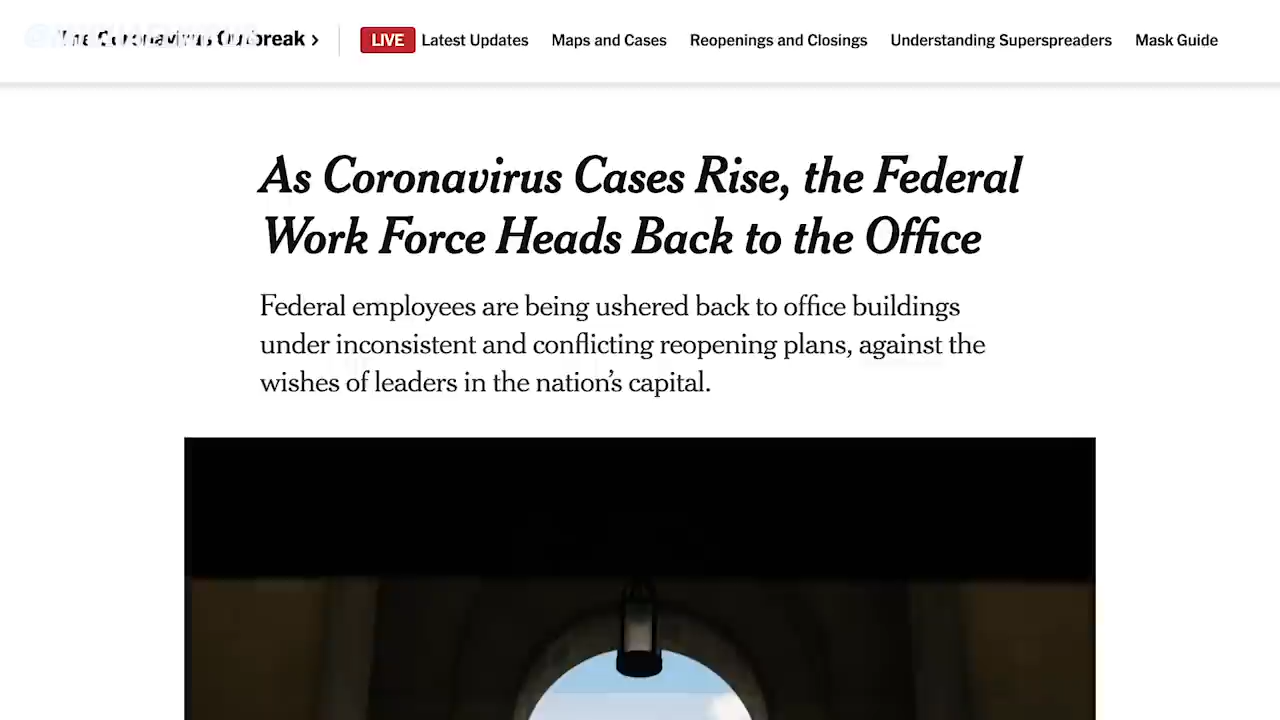 The Coronavirus Outbreak ›
LIVE Latest Updates Maps and Cases Reopenings and Closings Understanding Superspreaders Mask Guide
As Coronavirus Cases Rise, the Federal
Work Force Heads Back to the Office
Federal employees are being ushered back to office buildings
under inconsistent and conflicting reopening plans, against the
wishes of leaders in the nation’s capital.